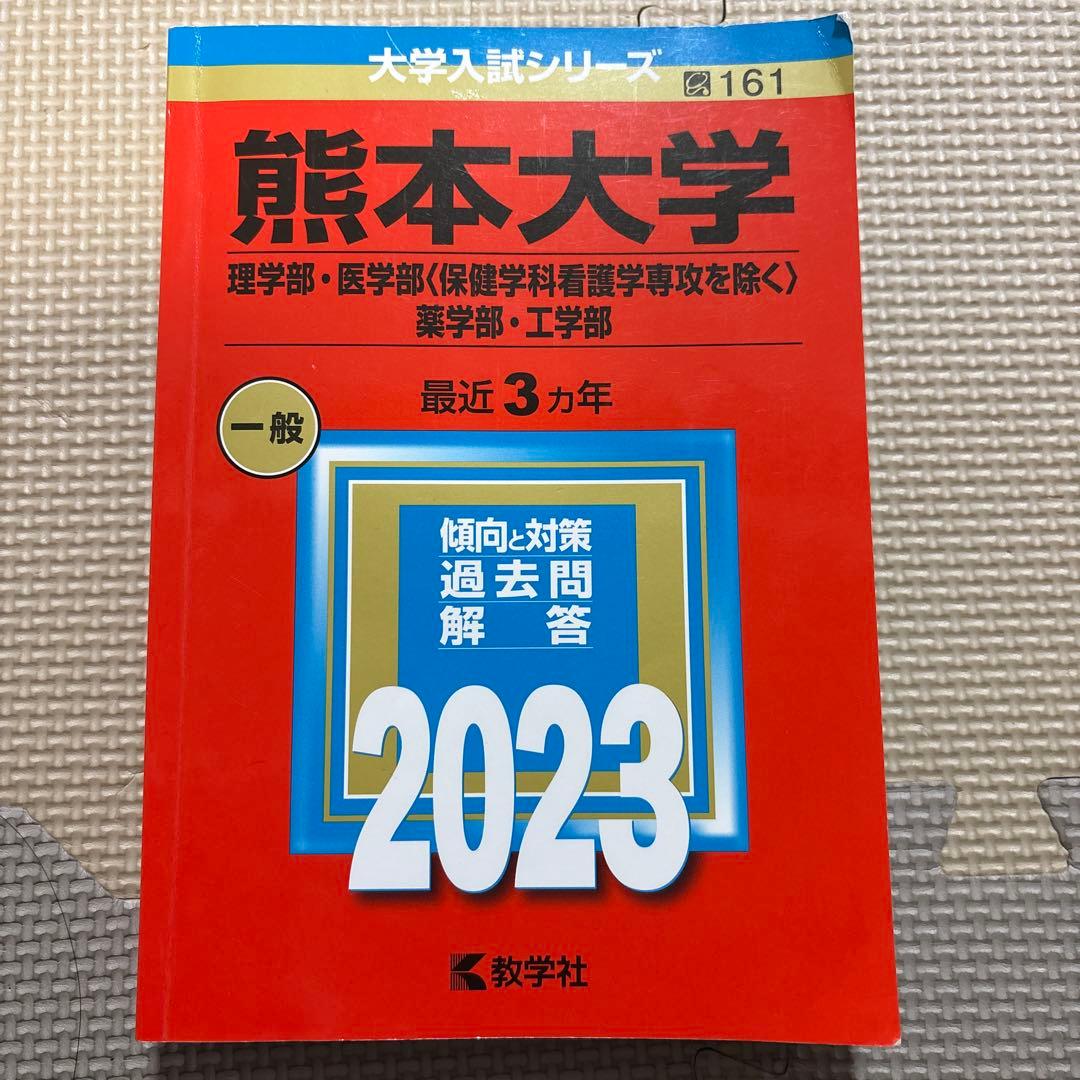 大学入試シリーズ
161
熊本大学
理学部・医学部〈保健学科看護学専攻を除く〉
薬学部・工学部
最近3ヵ年
一般
傾向と対策
過去問
解答
2023
教学社